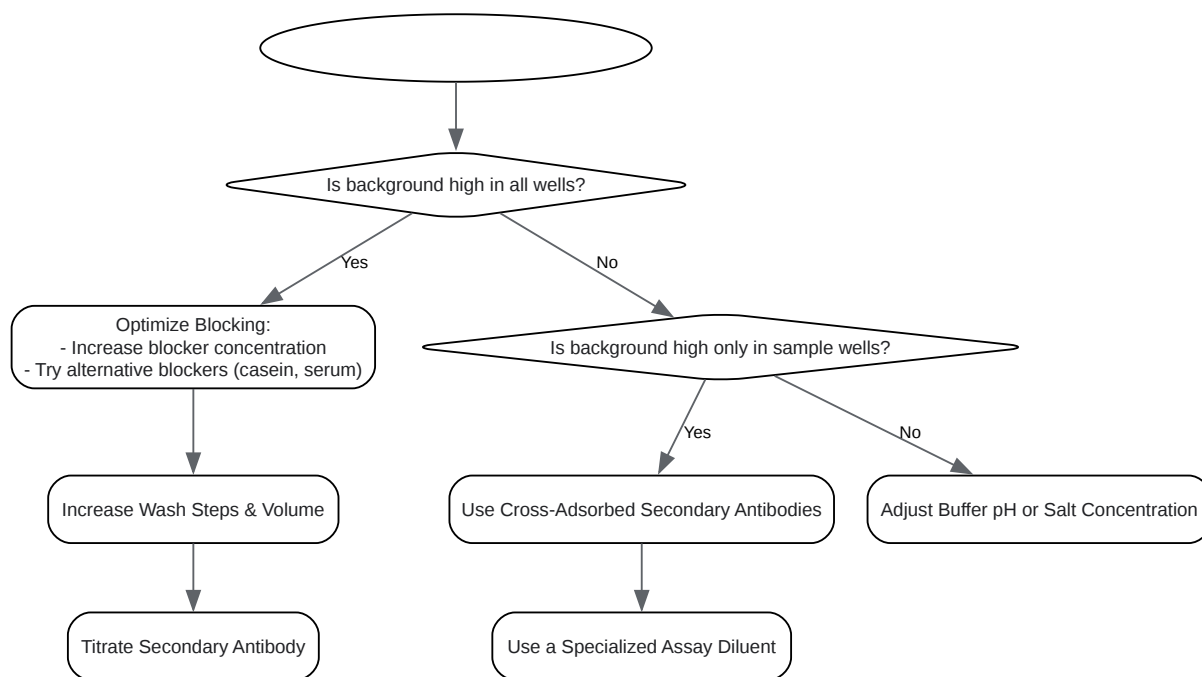 Is background high in all wells?
Yes
No
Optimize Blocking:
- Increase blocker concentration
- Try alternative blockers (casein, serum)
Is background high only in sample wells?
Yes
No
Increase Wash Steps & Volume
Use Cross-Adsorbed Secondary Antibodies
Adjust Buffer pH or Salt Concentration
Titrate Secondary Antibody
Use a Specialized Assay Diluent